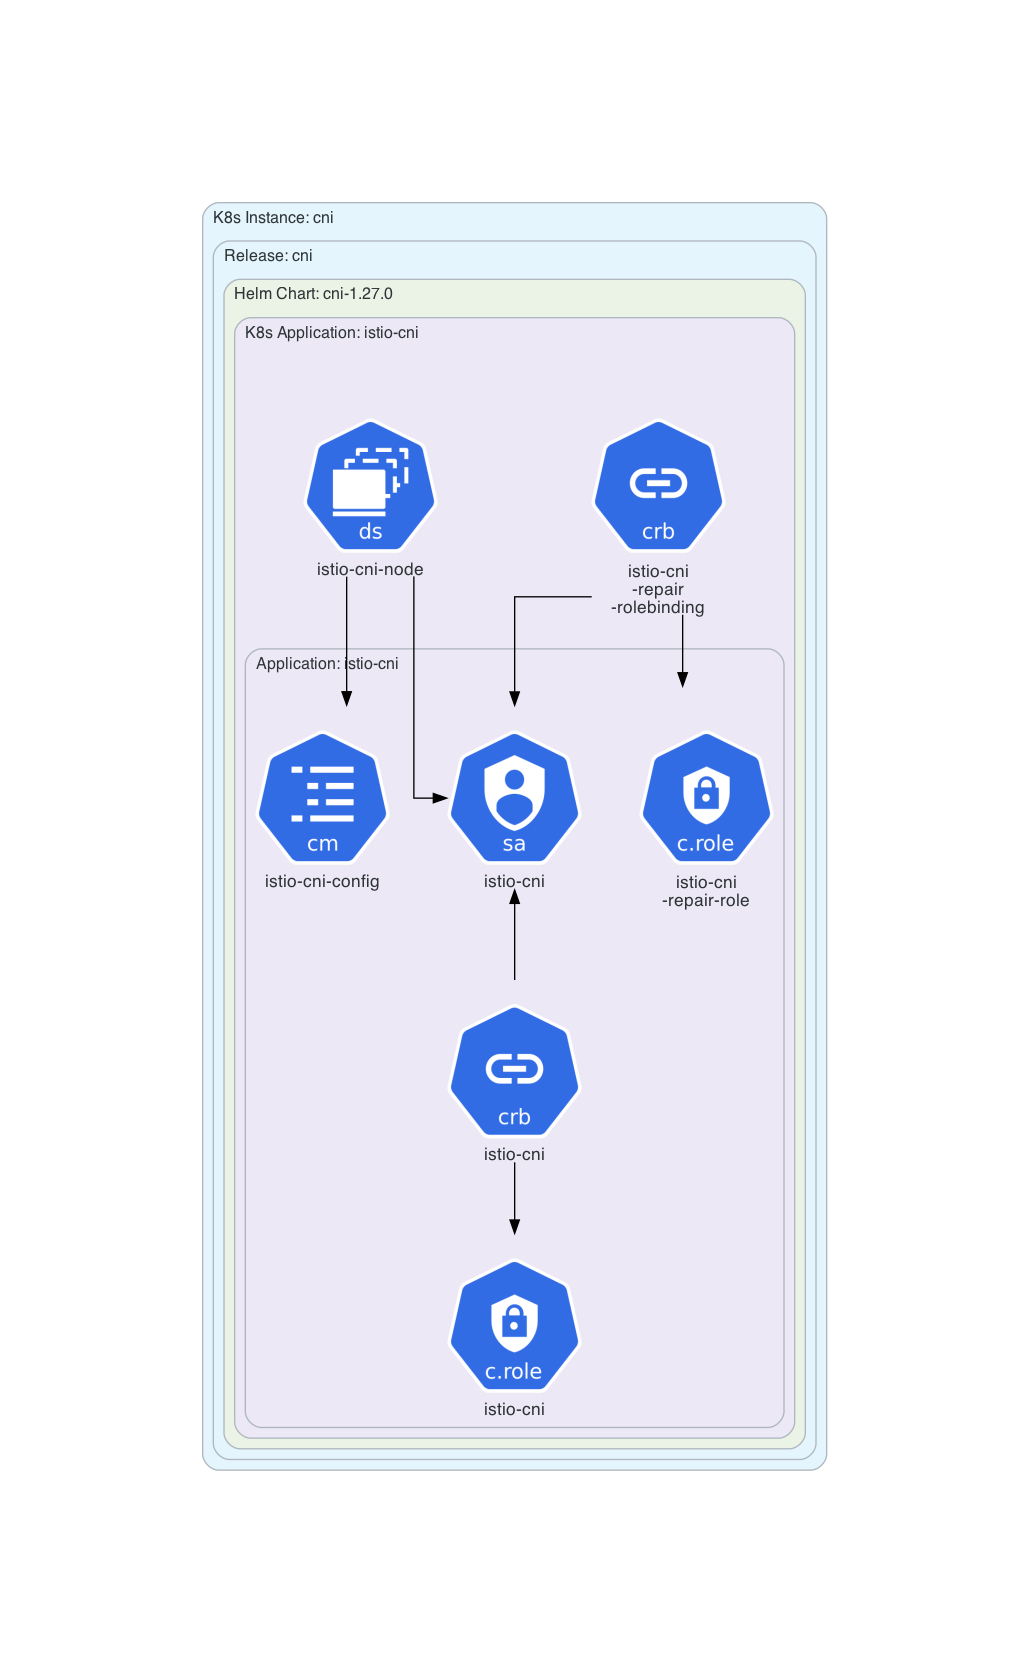 K8s Instance: cni
Release: cni
Helm Chart: cni-1.27.0
K8s Application: istio-cni
ds
istio-cni-node
crb
istio-cni
-repair
-rolebinding
Application: istio-cni
cm
istio-cni-config
sa
istio-cni
c.role
istio-cni
-repair-role
crb
istio-cni
c.role
istio-cni